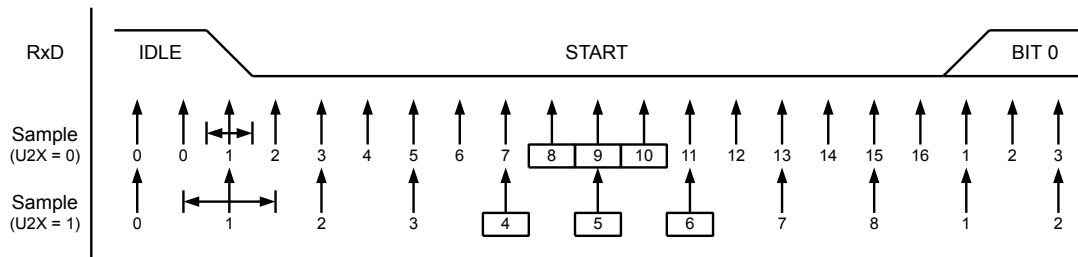 RxD IDLE START BIT 0
Sample
(U2X = 0) 0 0 1 2 3 4 5 6 7 8 9 10 11 12 13 14 15 16 1 2 3
Sample
(U2X = 1) 0 1 2 3 4 5 6 7 8 1 2